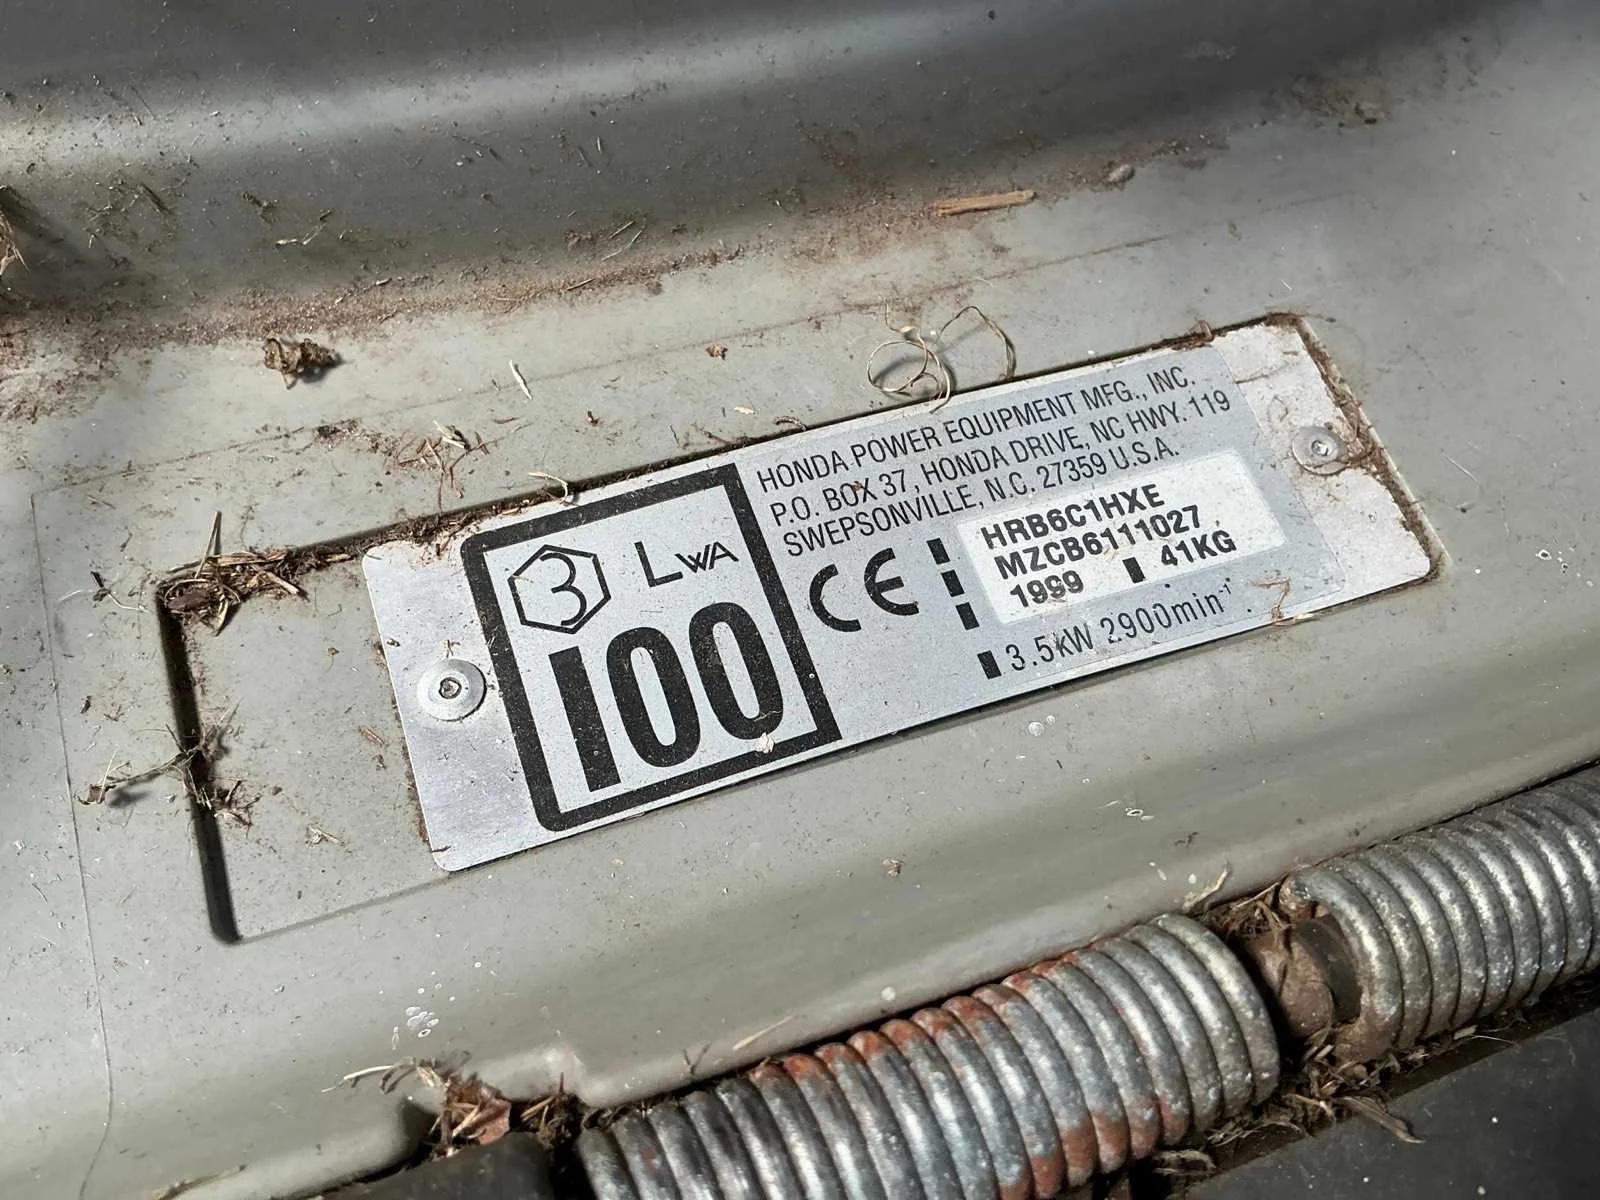 HONDA POWER EQUIPMENT MFG., INC.
P.O. BOX 37, HONDA DRIVE, NC HWY. 119
SWEPSONVILLE, N.C. 27359 U.S.A.
3 LWA
100
CE
HRB6C1HXE
MZCB6111027
1999 41KG
3.5kW 2900min⁻¹